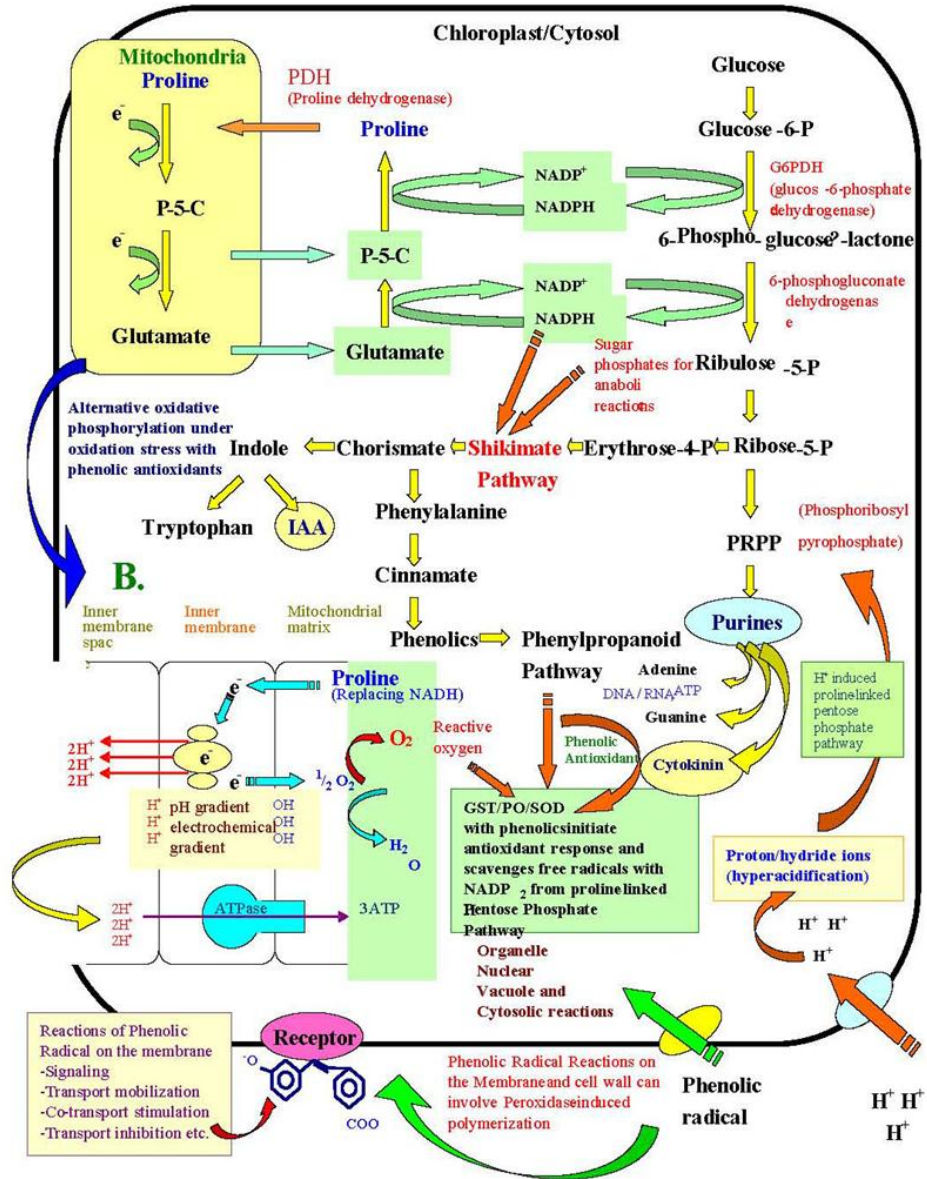 Chloroplast/Cytosol
Mitochondria
Proline
e⁻
P-5-C
e⁻
Glutamate
PDH
(Proline dehydrogenase)
Proline
P-5-C
Glutamate
NADP⁺
NADPH
NADP⁺
NADPH
Glucose
Glucose -6-P
G6PDH
(glucos -6-phosphate
dehydrogenase)
6-Phospho- glucose -lactone
6-phosphogluconate
dehydrogenas
e
Ribulose -5-P
Sugar
phosphates for
anaboli
reactions
Alternative oxidative
phosphorylation under
oxidation stress with
phenolic antioxidants
Indole
Chorismate
Shikimate
Pathway
Erythrose-4-P
Ribose-5-P
Tryptophan
IAA
Phenylalanine
Cinnamate
Phenolics
Phenylpropanoid
Pathway
PRPP
(Phosphoribosyl
pyrophosphate)
Purines
Adenine
DNA / RNA ATP
Guanine
Cytokinin
H⁺ induced
prolinelinked
pentose
phosphate
pathway
B.
Inner
membrane
spac
Inner
membrane
Mitochondrial
matrix
e⁻
Proline
(Replacing NADH)
2H⁺
2H⁺
2H⁺
e⁻
e⁻
½ O₂
O₂
H₂
O
H⁺ pH gradient OH
H⁺ electrochemical OH
H⁺ gradient OH
2H⁺
2H⁺
2H⁺
ATPase
3ATP
Reactive
oxygen
Phenolic
Antioxidant
GST/PO/SOD
with phenolicsinitiate
antioxidant response and
scavenges free radicals with
NADP ₂ from prolinelinked
Pentose Phosphate
Pathway
Organelle
Nuclear
Vacuole and
Cytosolic reactions
Proton/hydride ions
(hyperacidification)
H⁺ H⁺
H⁺
Reactions of Phenolic
Radical on the membrane
-Signaling
-Transport mobilization
-Co-transport stimulation
-Transport inhibition etc.
Receptor
⁻O
COO
Phenolic Radical Reactions on
the Membraneand cell wall can
involve Peroxidaseinduced
polymerization
Phenolic
radical
H⁺ H⁺
H⁺